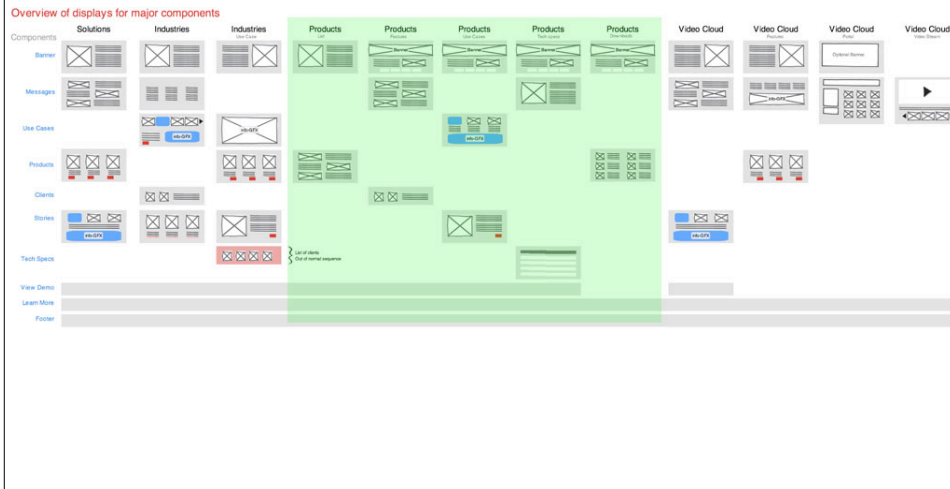 Overview of displays for major components
Solutions Industries Industries Products Products Products Products Products Video Cloud Video Cloud Video Cloud Video Cloud
Components Use Case List Features Use Cases Tech specs Downloads Features Portal Video Stream
Banner Banner Banner Banner Banner Optional Banner
Messages Info-GFX
Use Cases Info-GFX Info-GFX Info-GFX
Products
Clients
Stories Info-GFX Info-GFX
List of clients
Tech Specs Out of normal sequence
View Demo
Learn More
Footer